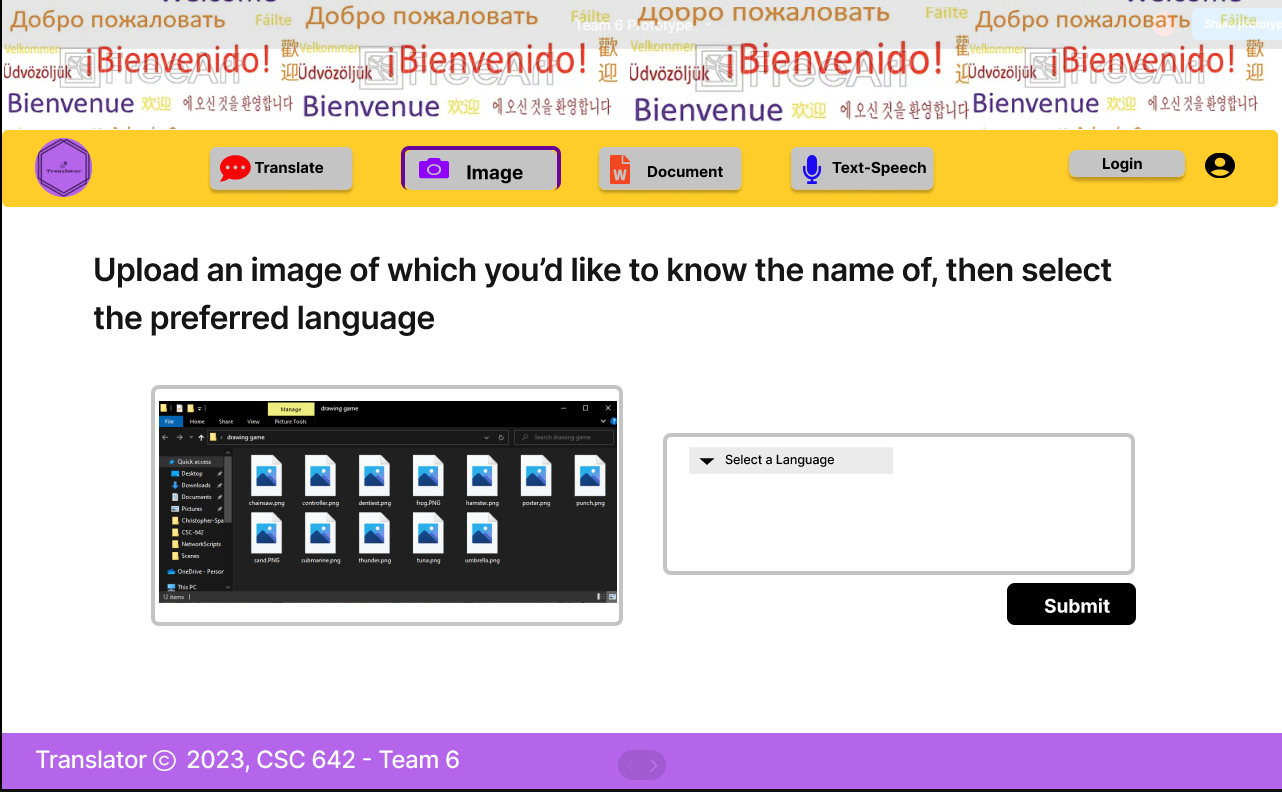 Welcome
Добро пожаловать Fáilte Добро пожаловать Fáilte Добро пожаловать Fáilte Добро пожаловать Fáilte
Team 6 Prototype
Velkommen ¡Bienvenido! 歡迎 Velkommen ¡Bienvenido! 歡迎 Velkommen ¡Bienvenido! 歡迎 Velkommen ¡Bienvenido! 歡迎
Üdvözöljük Üdvözöljük Üdvözöljük Üdvözöljük
Bienvenue 欢迎 에 오신 것을 환영합니다 Bienvenue 欢迎 에 오신 것을 환영합니다 Bienvenue 欢迎 에 오신 것을 환영합니다 Bienvenue 欢迎 에 오신 것을 환영합니다
Translator
Translate
Image
Document
Text-Speech
Login
Upload an image of which you’d like to know the name of, then select
the preferred language
Manage drawing game
File Home Share View Picture Tools
drawing game Search drawing game
Quick access
Desktop
Downloads
Documents
Pictures
Christopher-Spa
CSC-642
NetworkScripts
Scenes
OneDrive - Person
This PC
chainsaw.png controller.png dentiest.png frog.PNG hamster.png poster.png punch.png
sand.PNG submarine.png thunder.png tuna.png umbrella.png
12 items
Select a Language
Submit
Translator © 2023, CSC 642 - Team 6